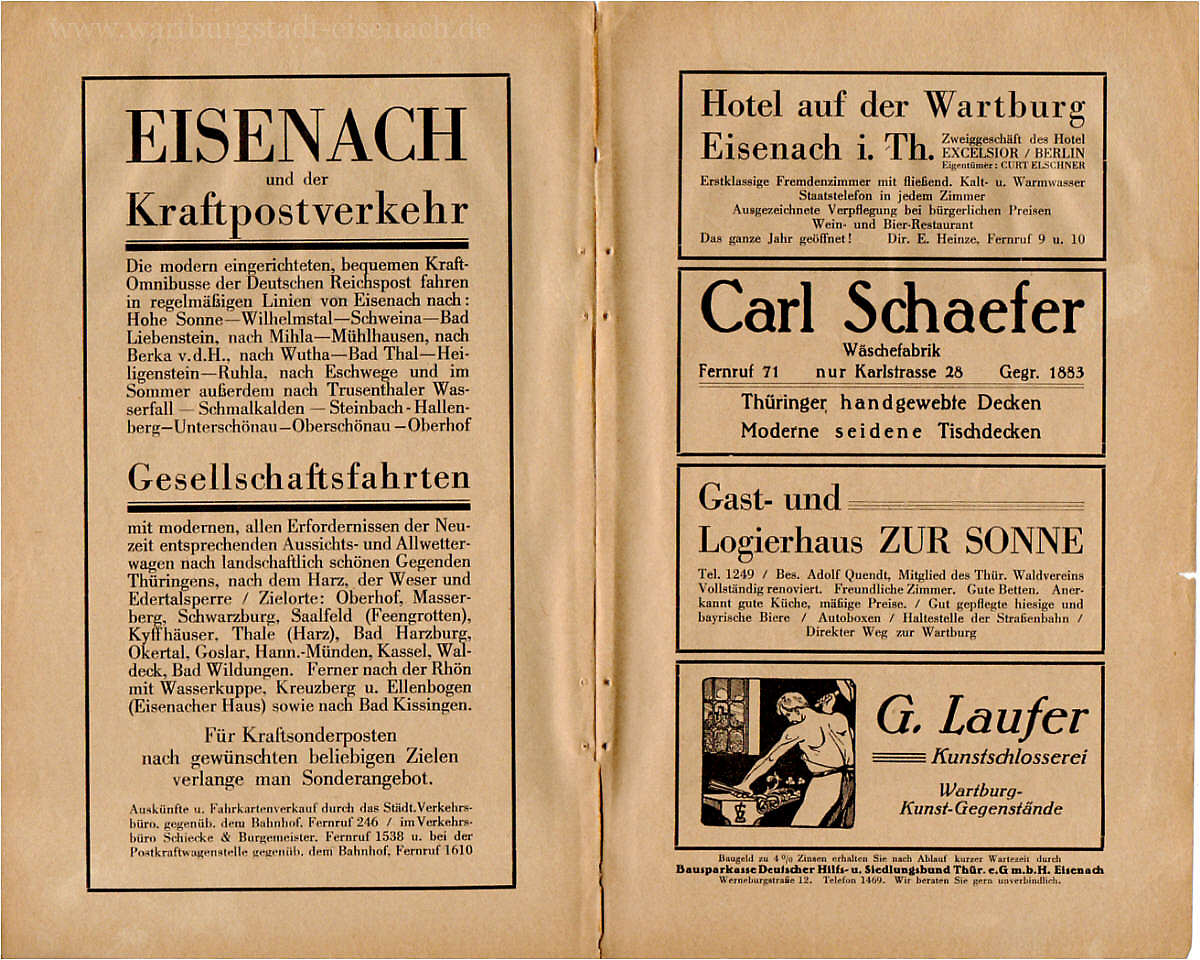 www.wartburgstadt-eisenach.de
EISENACH
und der
Kraftpostverkehr
Die modern eingerichteten, bequemen Kraft-
Omnibusse der Deutschen Reichspost fahren
in regelmäßigen Linien von Eisenach nach:
Hohe Sonne—Wilhelmstal—Schweina—Bad
Liebenstein, nach Mihla—Mühlhausen, nach
Berka v.d.H., nach Wutha—Bad Thal—Hei-
ligenstein—Ruhla, nach Eschwege und im
Sommer außerdem nach Trusenthaler Was-
serfall — Schmalkalden — Steinbach-Hallen-
berg—Unterschönau—Oberschönau—Oberhof
Gesellschaftsfahrten
mit modernen, allen Erfordernissen der Neu-
zeit entsprechenden Aussichts- und Allwetter-
wagen nach landschaftlich schönen Gegenden
Thüringens, nach dem Harz, der Weser und
Edertalsperre / Zielorte: Oberhof, Masser-
berg, Schwarzburg, Saalfeld (Feengrotten),
Kyffhäuser, Thale (Harz), Bad Harzburg,
Okertal, Goslar, Hann.-Münden, Kassel, Wal-
deck, Bad Wildungen. Ferner nach der Rhön
mit Wasserkuppe, Kreuzberg u. Ellenbogen
(Eisenacher Haus) sowie nach Bad Kissingen.
Für Kraftsonderposten
nach gewünschten beliebigen Zielen
verlange man Sonderangebot.
Auskünfte u. Fahrkartenverkauf durch das Städt. Verkehrs-
büro, gegenüb. dem Bahnhof, Fernruf 246 / im Verkehrs-
büro Schiecke & Burgemeister, Fernruf 1538 u. bei der
Postkraftwagenstelle gegenüb. dem Bahnhof, Fernruf 1610
Hotel auf der Wartburg
Eisenach i. Th.
Zweiggeschäft des Hotel
EXCELSIOR / BERLIN
Eigentümer: CURT ELSCHNER
Erstklassige Fremdenzimmer mit fließend. Kalt- u. Warmwasser
Staatstelefon in jedem Zimmer
Ausgezeichnete Verpflegung bei bürgerlichen Preisen
Wein- und Bier-Restaurant
Das ganze Jahr geöffnet! Dir. E. Heinze, Fernruf 9 u. 10
Carl Schaefer
Wäschefabrik
Fernruf 71 nur Karlstrasse 28 Gegr. 1883
Thüringer handgewebte Decken
Moderne seidene Tischdecken
Gast- und
Logierhaus ZUR SONNE
Tel. 1249 / Bes. Adolf Quendt, Mitglied des Thür. Waldvereins
Vollständig renoviert. Freundliche Zimmer. Gute Betten. Aner-
kannt gute Küche, mäßige Preise. / Gut gepflegte hiesige und
bayrische Biere / Autoboxen / Haltestelle der Straßenbahn /
Direkter Weg zur Wartburg
G. Laufer
Kunstschlosserei
Wartburg-
Kunst-Gegenstände
Baugeld zu 4% Zinsen erhalten Sie nach Ablauf kurzer Wartezeit durch
Bausparkasse Deutscher Hilfs- u. Siedlungsbund Thür. e.G m.b.H. Eisenach
Werneburgstraße 12. Telefon 1469. Wir beraten Sie gern unverbindlich.